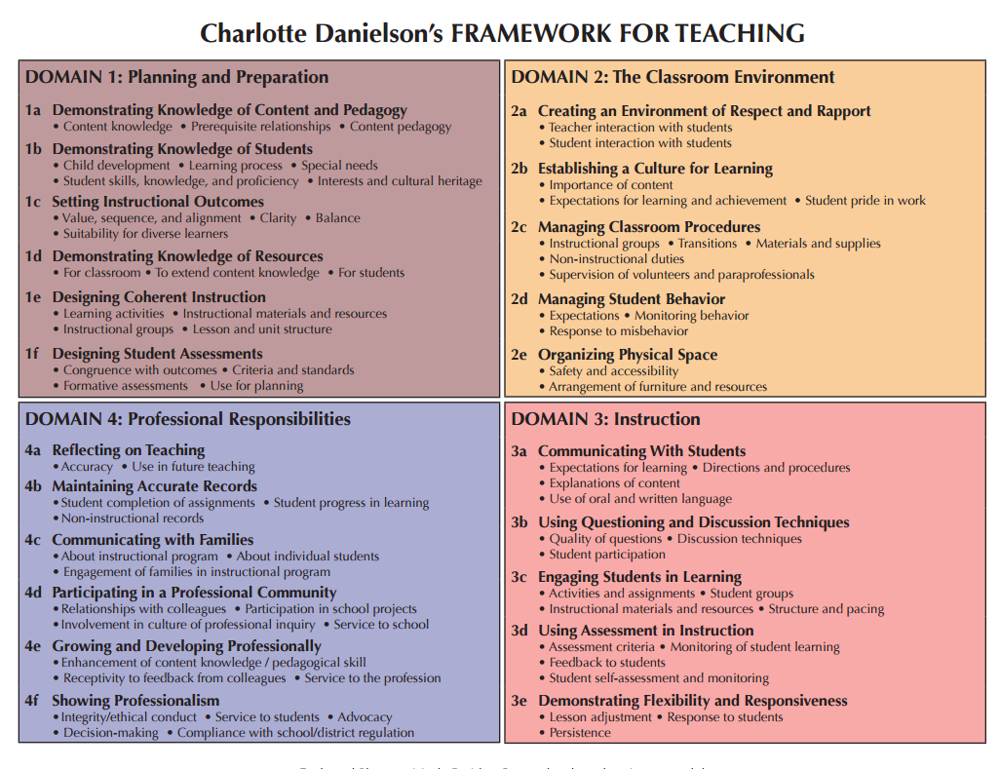 Charlotte Danielson's FRAMEWORK FOR TEACHING
DOMAIN 1: Planning and Preparation
1a Demonstrating Knowledge of Content and Pedagogy
• Content knowledge • Prerequisite relationships • Content pedagogy
1b Demonstrating Knowledge of Students
• Child development • Learning process • Special needs
• Student skills, knowledge, and proficiency • Interests and cultural heritage
1c Setting Instructional Outcomes
• Value, sequence, and alignment • Clarity • Balance
• Suitability for diverse learners
1d Demonstrating Knowledge of Resources
• For classroom • To extend content knowledge • For students
1e Designing Coherent Instruction
• Learning activities • Instructional materials and resources
• Instructional groups • Lesson and unit structure
1f Designing Student Assessments
• Congruence with outcomes • Criteria and standards
• Formative assessments • Use for planning
DOMAIN 2: The Classroom Environment
2a Creating an Environment of Respect and Rapport
• Teacher interaction with students
• Student interaction with students
2b Establishing a Culture for Learning
• Importance of content
• Expectations for learning and achievement • Student pride in work
2c Managing Classroom Procedures
• Instructional groups • Transitions • Materials and supplies
• Non-instructional duties
• Supervision of volunteers and paraprofessionals
2d Managing Student Behavior
• Expectations • Monitoring behavior
• Response to misbehavior
2e Organizing Physical Space
• Safety and accessibility
• Arrangement of furniture and resources
DOMAIN 4: Professional Responsibilities
4a Reflecting on Teaching
• Accuracy • Use in future teaching
4b Maintaining Accurate Records
• Student completion of assignments • Student progress in learning
• Non-instructional records
4c Communicating with Families
• About instructional program • About individual students
• Engagement of families in instructional program
4d Participating in a Professional Community
• Relationships with colleagues • Participation in school projects
• Involvement in culture of professional inquiry • Service to school
4e Growing and Developing Professionally
• Enhancement of content knowledge / pedagogical skill
• Receptivity to feedback from colleagues • Service to the profession
4f Showing Professionalism
• Integrity/ethical conduct • Service to students • Advocacy
• Decision-making • Compliance with school/district regulation
DOMAIN 3: Instruction
3a Communicating With Students
• Expectations for learning • Directions and procedures
• Explanations of content
• Use of oral and written language
3b Using Questioning and Discussion Techniques
• Quality of questions • Discussion techniques
• Student participation
3c Engaging Students in Learning
• Activities and assignments • Student groups
• Instructional materials and resources • Structure and pacing
3d Using Assessment in Instruction
• Assessment criteria • Monitoring of student learning
• Feedback to students
• Student self-assessment and monitoring
3e Demonstrating Flexibility and Responsiveness
• Lesson adjustment • Response to students
• Persistence